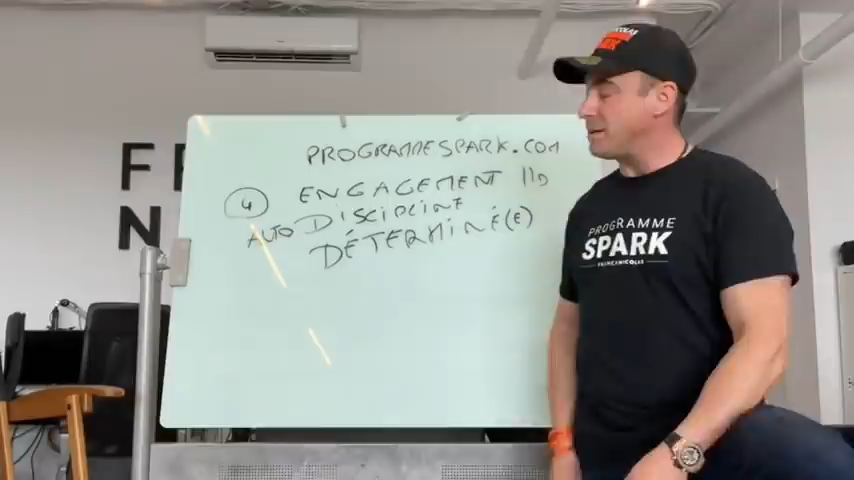 PROGRAMMESPARK.COM
④ ENGAGEMENT
AUTO DISCIPLINE
DÉTERMINÉ(E)
PROGRAMME
SPARK
F
N